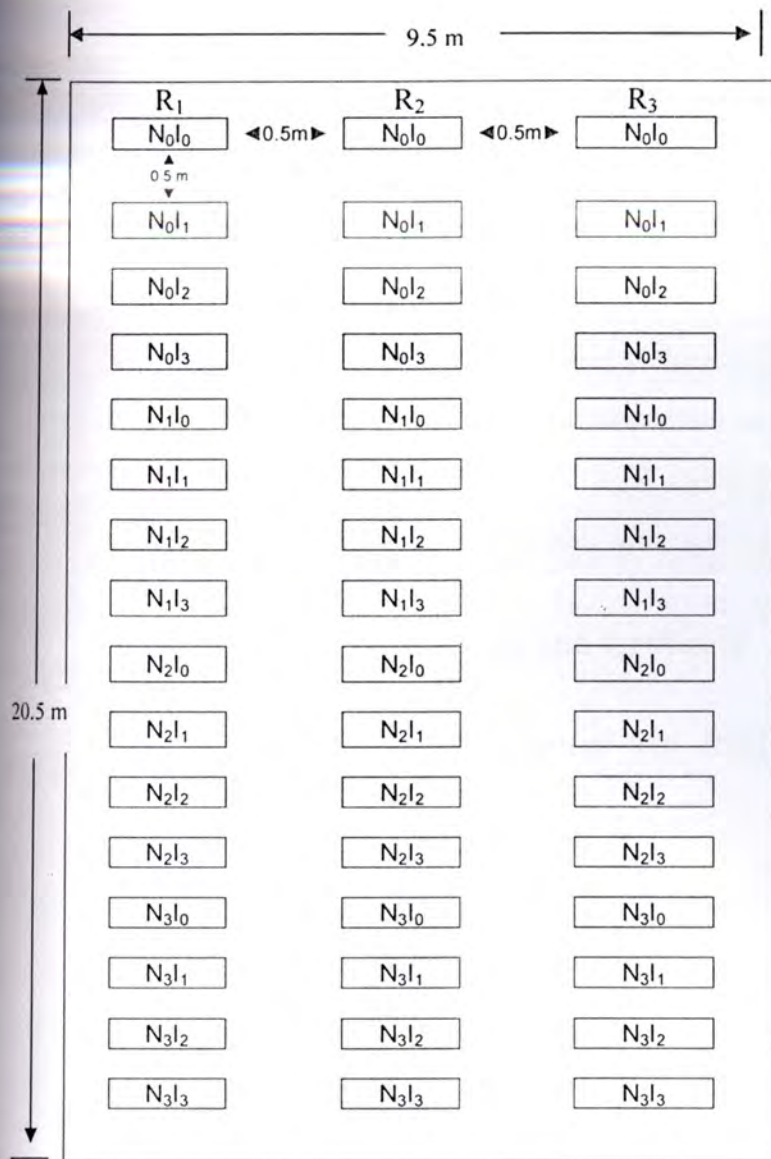 9.5 m
R₁ R₂ R₃
N₀I₀ 0.5m N₀I₀ 0.5m N₀I₀
0 5 m
N₀I₁ N₀I₁ N₀I₁
N₀I₂ N₀I₂ N₀I₂
N₀I₃ N₀I₃ N₀I₃
N₁I₀ N₁I₀ N₁I₀
N₁I₁ N₁I₁ N₁I₁
N₁I₂ N₁I₂ N₁I₂
N₁I₃ N₁I₃ N₁I₃
N₂I₀ N₂I₀ N₂I₀
20.5 m
N₂I₁ N₂I₁ N₂I₁
N₂I₂ N₂I₂ N₂I₂
N₂I₃ N₂I₃ N₂I₃
N₃I₀ N₃I₀ N₃I₀
N₃I₁ N₃I₁ N₃I₁
N₃I₂ N₃I₂ N₃I₂
N₃I₃ N₃I₃ N₃I₃